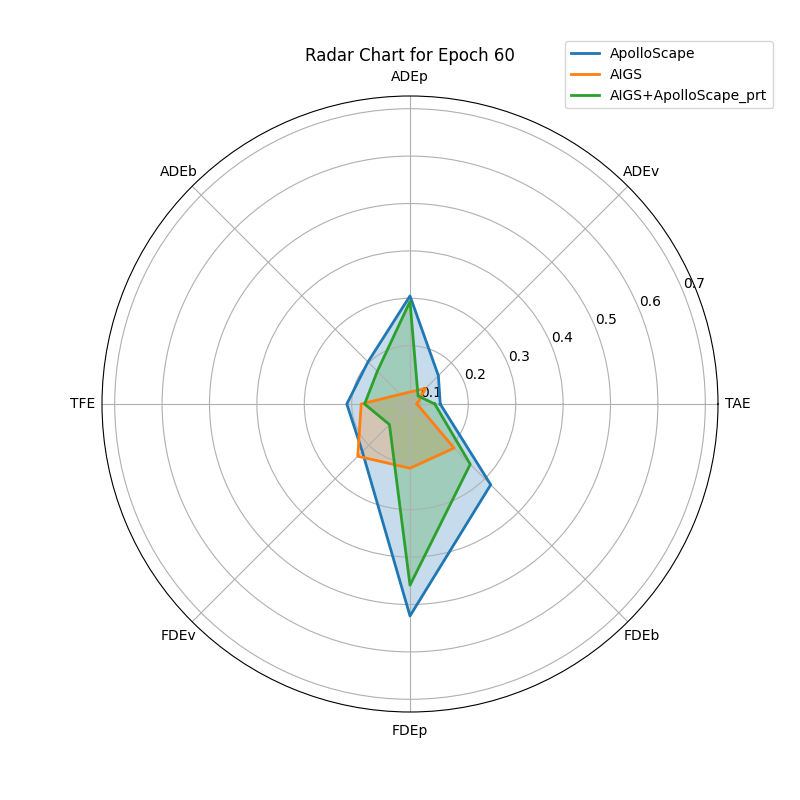 Radar Chart for Epoch 60
ApolloScape
AIGS
AIGS+ApolloScape_prt
ADEp
ADEb
ADEv
0.7
0.6
0.5
0.4
0.3
0.2
0.1
TFE
TAE
FDEv
FDEb
FDEp